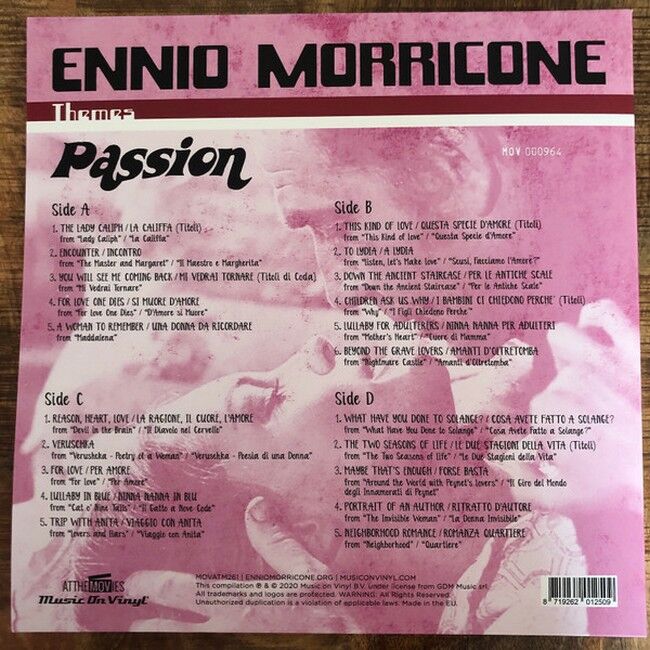 ENNIO MORRICONE
Themes
Passion
MOV 000964
Side A
1. THE LADY CALIPH / LA CALIFFA (Titoli)
from "Lady Caliph" / "La Califfa"
2. ENCOUNTER / INCONTRO
from "The Master and Margaret" / "Il Maestro e Margherita"
3. YOU WILL SEE ME COMING BACK / MI VEDRAI TORNARE (Titoli di Coda)
from "Mi Vedrai Tornare"
4. FOR LOVE ONE DIES / SI MUORE D'AMORE
from "For love One Dies" / "D'Amore si Muore"
5. A WOMAN TO REMEMBER / UNA DONNA DA RICORDARE
from "Maddalena"
Side B
1. THIS KIND OF LOVE / QUESTA SPECIE D'AMORE (Titoli)
from "This Kind of love" / "Questa Specie d'Amore"
2. TO LYDIA / A LYDIA
from "listen, let's Make love" / "Scusi, Facciamo l'Amore?"
3. DOWN THE ANCIENT STAIRCASE / PER LE ANTICHE SCALE
from "Down the Ancient Staircase" / "Per le Antiche Scale"
4. CHILDREN ASK US WHY / I BAMBINI CI CHIEDONO PERCHE' (Titoli)
from "Why" / "I Figli Chiedono Perche"
5. LULLABY FOR ADULTERERS / NINNA NANNA PER ADULTERI
from "Mother's Heart" / "Cuore di Mamma"
6. BEYOND THE GRAVE LOVERS / AMANTI D'OLTRETOMBA
from "Nightmare Castle" / "Amanti d'Oltretomba"
Side C
1. REASON, HEART, LOVE / LA RAGIONE, IL CUORE, L'AMORE
from "Devil in the Brain" / "Il Diavolo nel Cervello"
2. VERUSCHKA
from "Veruschka - Poetry of a Woman" / "Veruschka - Poesia di una Donna"
3. FOR LOVE / PER AMORE
from "For love" / "Per Amore"
4. LULLABY IN BLUE / NINNA NANNA IN BLU
from "Cat o' Nine Tails" / "Il Gatto a Nove Code"
5. TRIP WITH ANITA / VIAGGIO CON ANITA
from "Lovers and Liars" / "Viaggio con Anita"
Side D
1. WHAT HAVE YOU DONE TO SOLANGE? / COSA AVETE FATTO A SOLANGE?
from "What Have You Done to Solange" / "Cosa Avete Fatto a Solange?"
2. THE TWO SEASONS OF LIFE / LE DUE STAGIONI DELLA VITA (Titoli)
from "The Two Seasons of Life" / "Le Due Stagioni della Vita"
3. MAYBE THAT'S ENOUGH / FORSE BASTA
from "Around the World with Peynet's lovers" / "Il Giro del Mondo
degli Innamorati di Peynet"
4. PORTRAIT OF AN AUTHOR / RITRATTO D'AUTORE
from "The Invisible Woman" / "La Donna Invisibile"
5. NEIGHBORHOOD ROMANCE / ROMANZA QUARTIERE
from "Neighborhood" / "Quartiere"
ATTHEMOVIES
Music On Vinyl
MOVATM261 | ENNIOMORRICONE.ORG | MUSICONVINYL.COM
This compilation ℗ & © 2020 Music on Vinyl B.V. under license from GDM Music srl.
All trademarks and logos are protected. WARNING: All Rights Reserved.
Unauthorized duplication is a violation of applicable laws. Made in the EU.
8 719262 012509